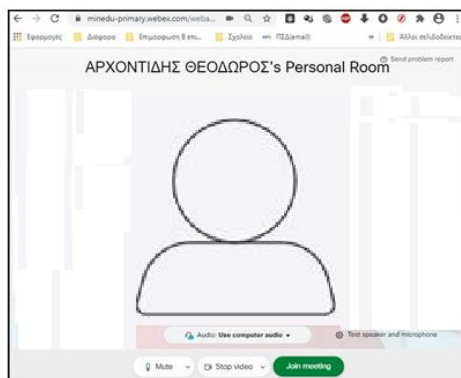 minedu-primary.webex.com/weba...
Εφαρμογές Διάφορα Επιμόρφωση Β επι... Σχολείο ΠΣΔ(email) » Άλλοι σελιδοδείκτες
Send problem report
ΑΡΧΟΝΤΙΔΗΣ ΘΕΟΔΩΡΟΣ's Personal Room
Audio: Use computer audio Test speaker and microphone
Mute Stop video Join meeting